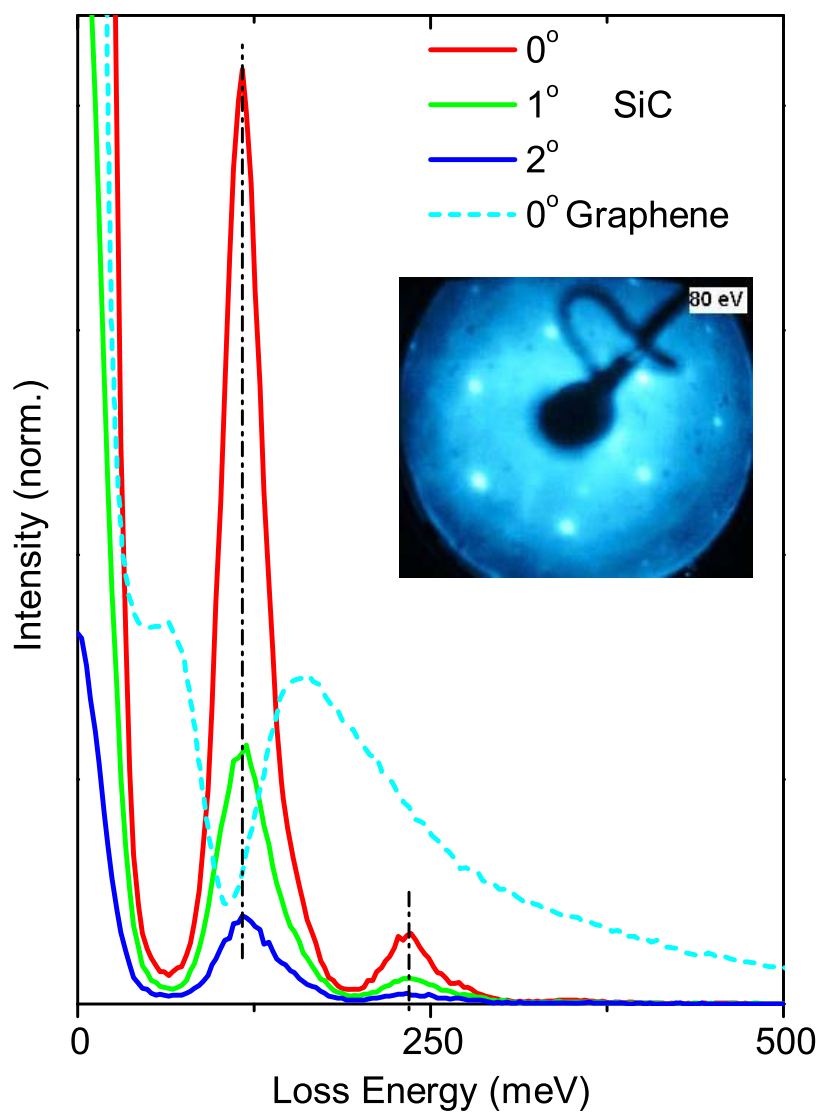 0° 
1° SiC
2°
0° Graphene
80 eV
Intensity (norm.)
0 250 500
Loss Energy (meV)